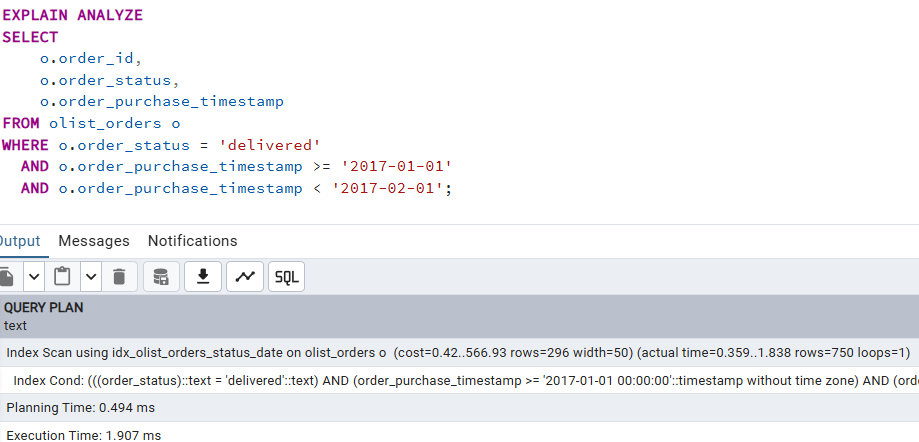 EXPLAIN ANALYZE
SELECT
o.order_id,
o.order_status,
o.order_purchase_timestamp
FROM olist_orders o
WHERE o.order_status = 'delivered'
AND o.order_purchase_timestamp >= '2017-01-01'
AND o.order_purchase_timestamp < '2017-02-01';
Output Messages Notifications
SQL
QUERY PLAN
text
Index Scan using idx_olist_orders_status_date on olist_orders o (cost=0.42..566.93 rows=296 width=50) (actual time=0.359..1.838 rows=750 loops=1)
Index Cond: (((order_status)::text = 'delivered'::text) AND (order_purchase_timestamp >= '2017-01-01 00:00:00'::timestamp without time zone) AND (ord
Planning Time: 0.494 ms
Execution Time: 1.907 ms